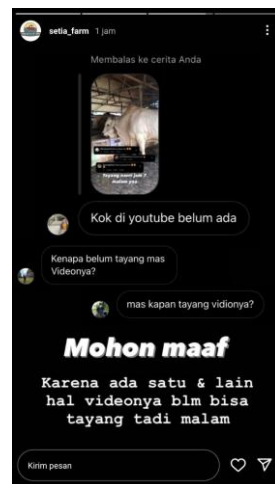 setia_farm 1 jam
Membalas ke cerita Anda
Kok di youtube belum ada
Kenapa belum tayang mas
Videonya?
mas kapan tayang vidionya?
Mohon maaf
Karena ada satu & lain
hal videonya blm bisa
tayang tadi malam
Kirim pesan